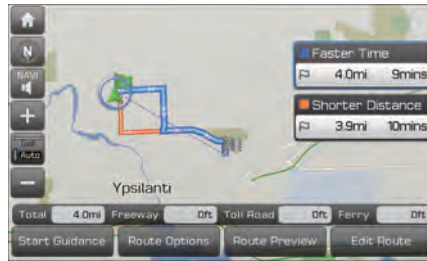 N
Faster Time
NAVI
4.0mi 9mins
+
Shorter Distance
Auto
3.9mi 10mins
Ypsilanti
Total 4.0mi Freeway 0ft Toll Road 0ft Ferry 0ft
Start Guidance Route Options Route Preview Edit Route